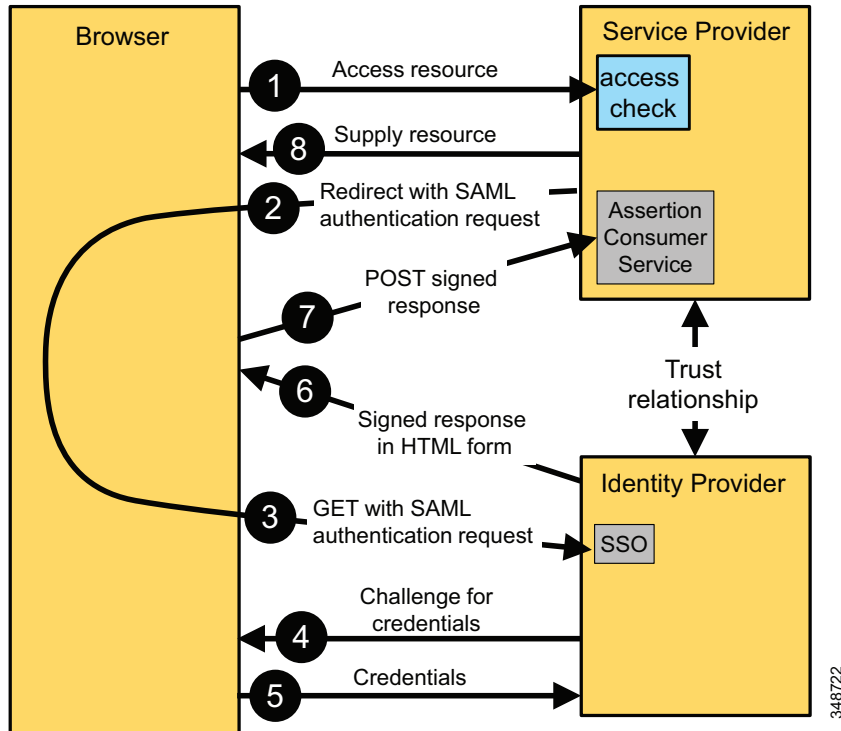 Browser
Service Provider
1
Access resource
access
check
8
Supply resource
2
Redirect with SAML
authentication request
Assertion
Consumer
Service
7
POST signed
response
Trust
relationship
6
Signed response
in HTML form
Identity Provider
3
GET with SAML
authentication request
SSO
4
Challenge for
credentials
5
Credentials
348722